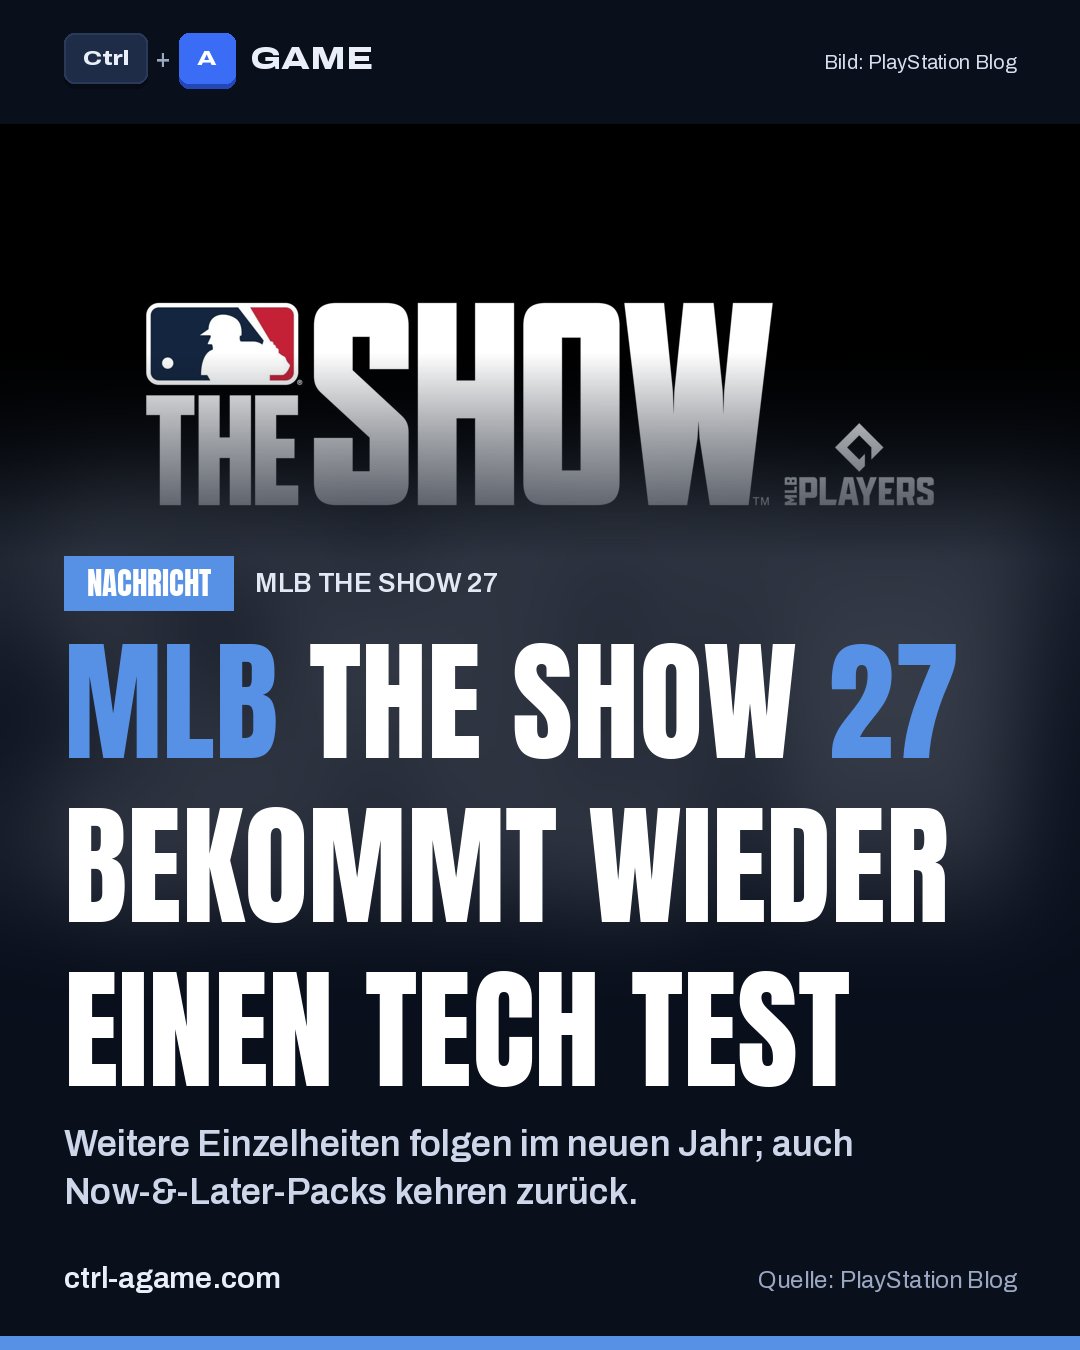 Ctrl + A GAME
Bild: PlayStation Blog
THE SHOW™
MLB PLAYERS
NACHRICHT MLB THE SHOW 27
MLB THE SHOW 27
BEKOMMT WIEDER
EINEN TECH TEST
Weitere Einzelheiten folgen im neuen Jahr; auch
Now-&-Later-Packs kehren zurück.
ctrl-agame.com
Quelle: PlayStation Blog